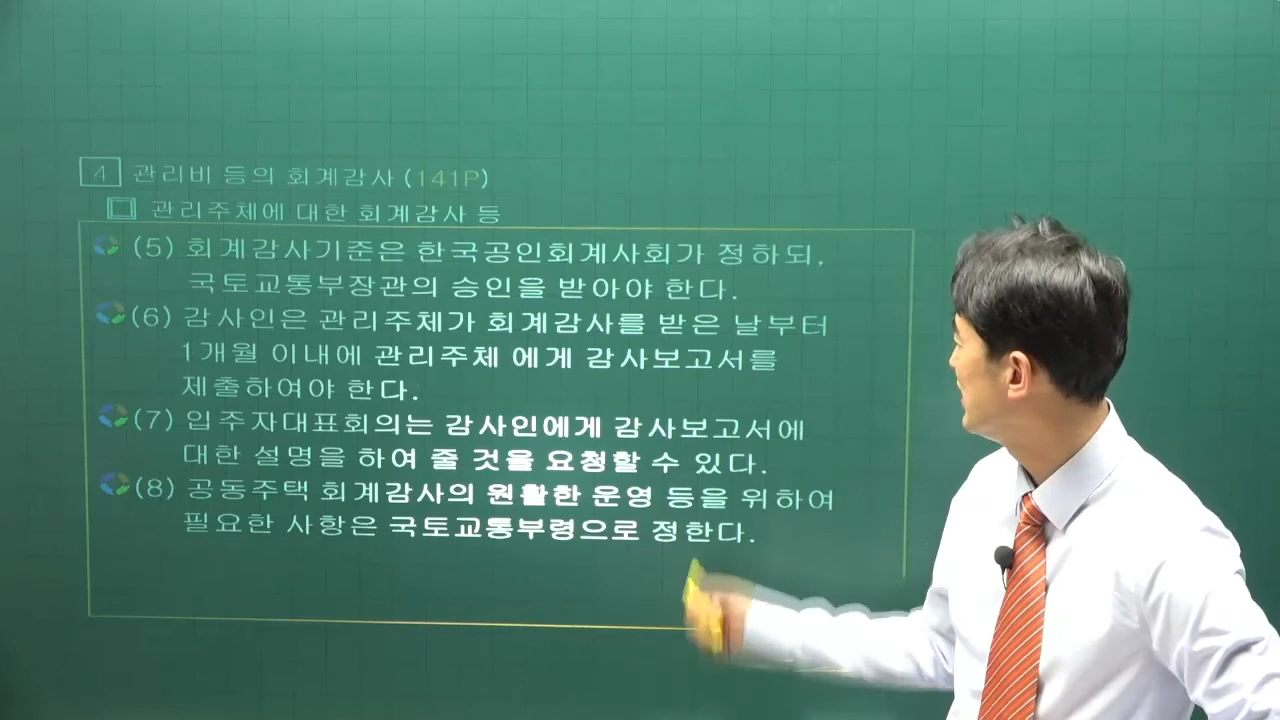 4 관리비 등의 회계감사 (141P)
관리주체에 대한 회계감사 등
(5) 회계감사기준은 한국공인회계사회가 정하되,
국토교통부장관의 승인을 받아야 한다.
(6) 감사인은 관리주체가 회계감사를 받은 날부터
1개월 이내에 관리주체 에게 감사보고서를
제출하여야 한다.
(7) 입주자대표회의는 감사인에게 감사보고서에
대한 설명을 하여 줄 것을 요청할 수 있다.
(8) 공동주택 회계감사의 원활한 운영 등을 위하여
필요한 사항은 국토교통부령으로 정한다.